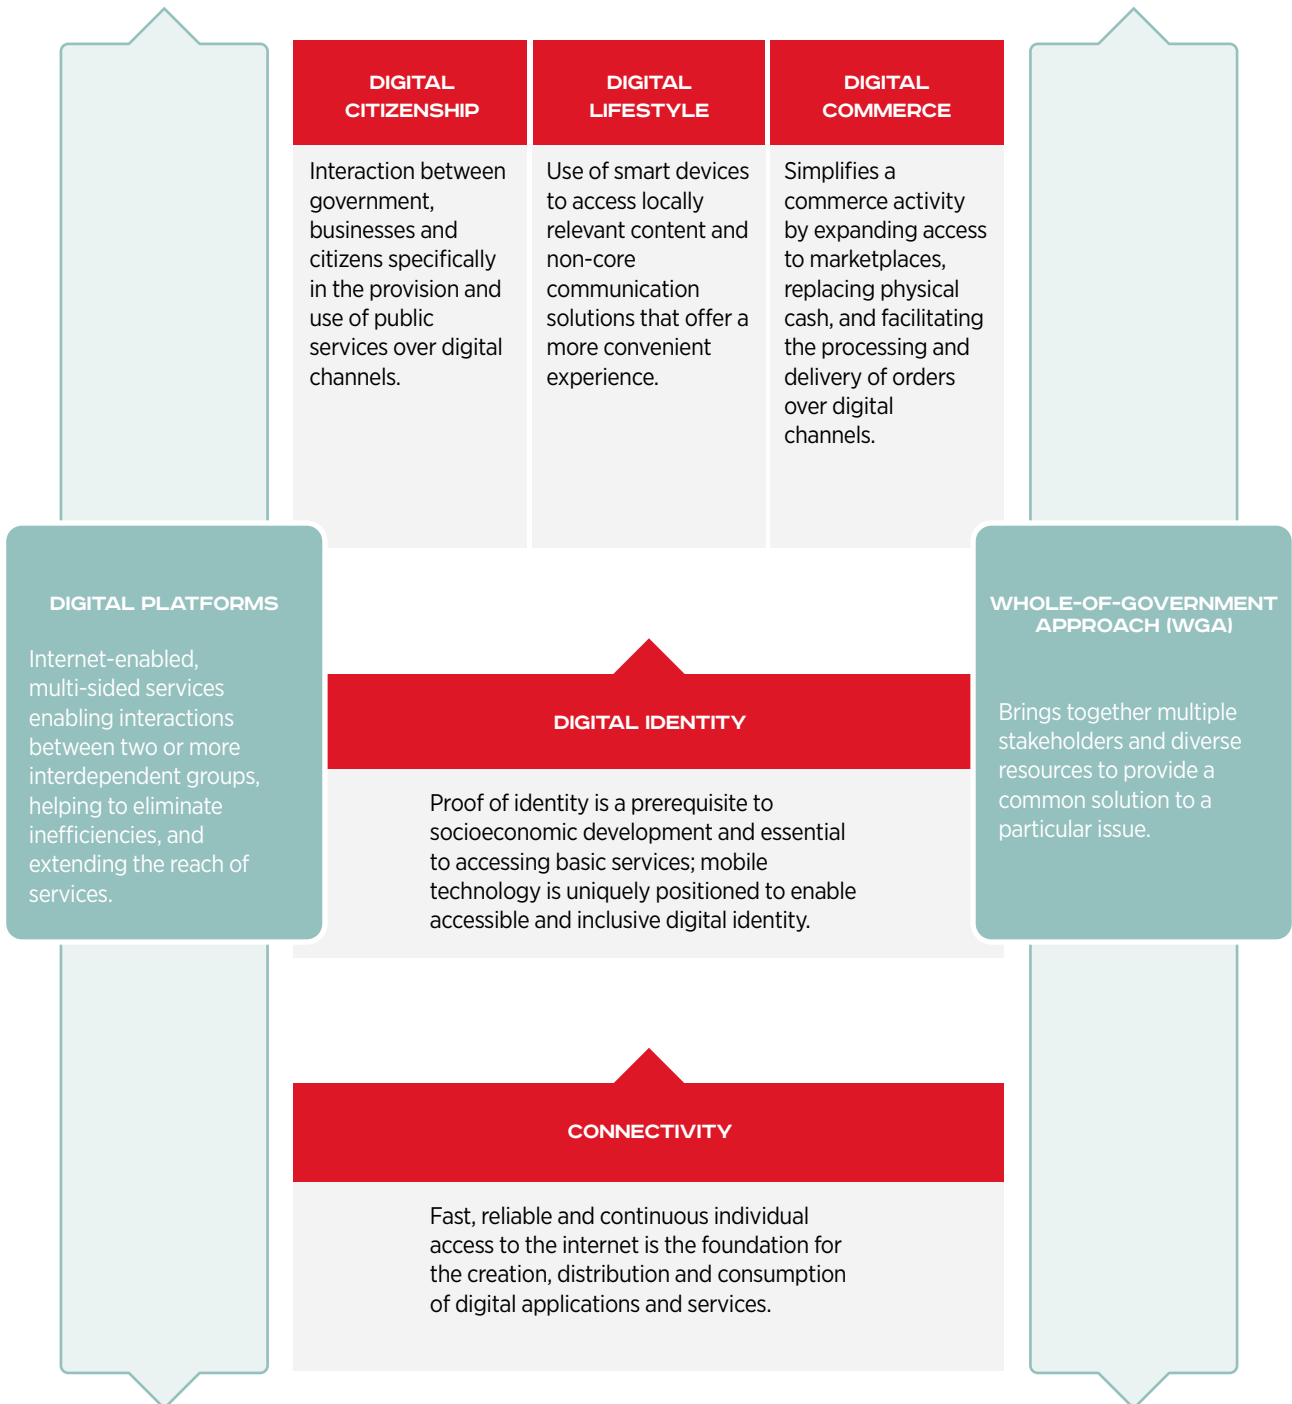 DIGITAL
CITIZENSHIP
Interaction between
government,
businesses and
citizens specifically
in the provision and
use of public
services over digital
channels.
DIGITAL
LIFESTYLE
Use of smart devices
to access locally
relevant content and
non-core
communication
solutions that offer a
more convenient
experience.
DIGITAL
COMMERCE
Simplifies a
commerce activity
by expanding access
to marketplaces,
replacing physical
cash, and facilitating
the processing and
delivery of orders
over digital
channels.
DIGITAL PLATFORMS
Internet-enabled,
multi-sided services
enabling interactions
between two or more
interdependent groups,
helping to eliminate
inefficiencies, and
extending the reach of
services.
WHOLE-OF-GOVERNMENT
APPROACH (WGA)
Brings together multiple
stakeholders and diverse
resources to provide a
common solution to a
particular issue.
DIGITAL IDENTITY
Proof of identity is a prerequisite to
socioeconomic development and essential
to accessing basic services; mobile
technology is uniquely positioned to enable
accessible and inclusive digital identity.
CONNECTIVITY
Fast, reliable and continuous individual
access to the internet is the foundation for
the creation, distribution and consumption
of digital applications and services.